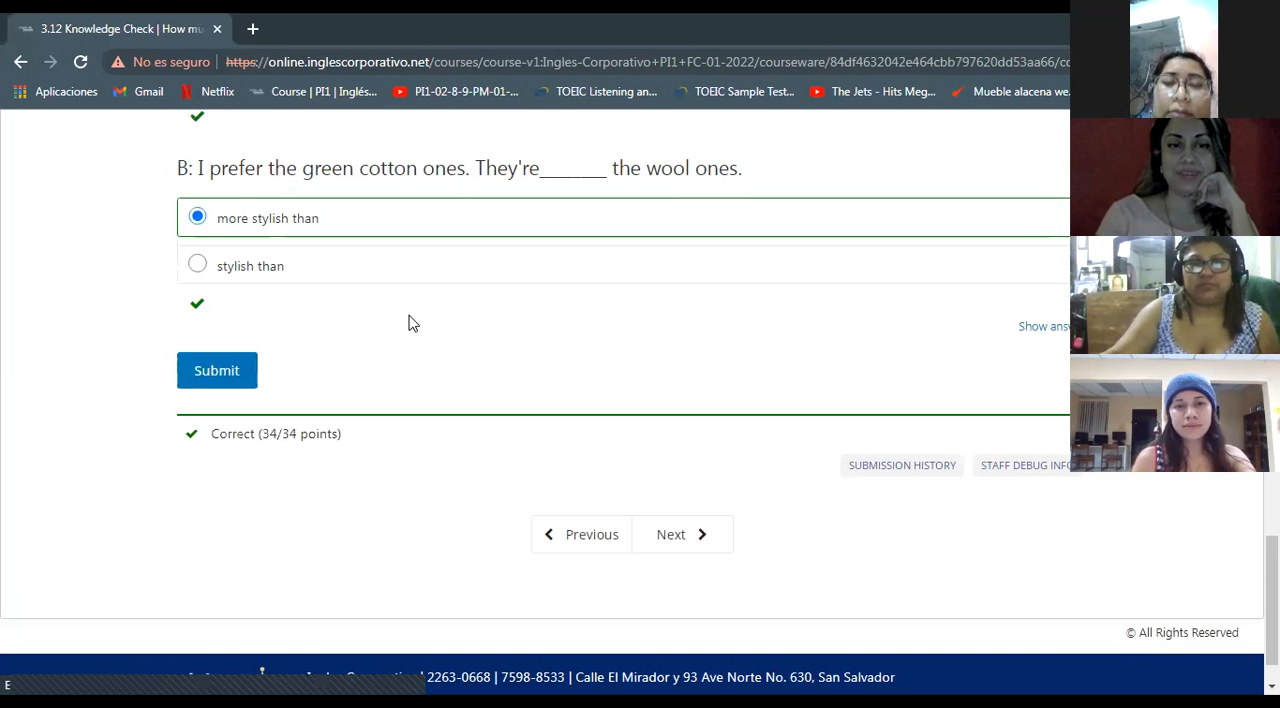 3.12 Knowledge Check | How mu
No es seguro | https://online.inglescorporativo.net/courses/course-v1:Ingles-Corporativo+PI1+FC-01-2022/courseware/84df4632042e464cbb797620dd53aa66/co
Aplicaciones Gmail Netflix Course | PI1 | Inglés... PI1-02-8-9-PM-01-... TOEIC Listening an... TOEIC Sample Test... The Jets - Hits Meg... Mueble alacena we...
B: I prefer the green cotton ones. They're_______ the wool ones.
more stylish than
stylish than
Show ans
Submit
Correct (34/34 points)
SUBMISSION HISTORY STAFF DEBUG INFO
Previous Next
© All Rights Reserved
| 2263-0668 | 7598-8533 | Calle El Mirador y 93 Ave Norte No. 630, San Salvador
E